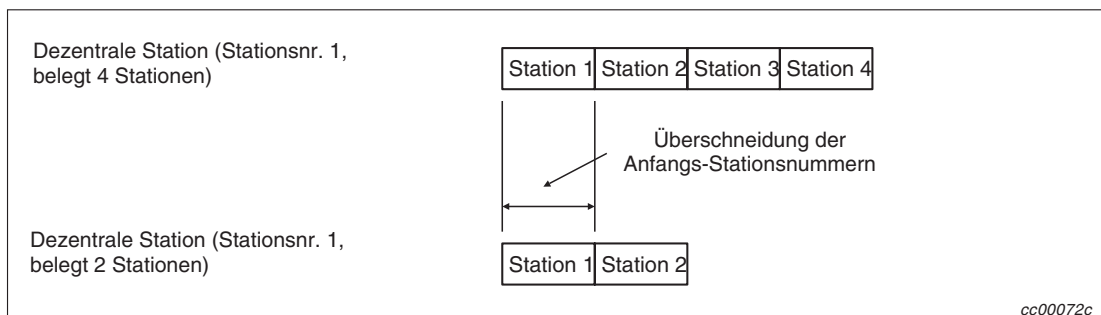 Dezentrale Station (Stationsnr. 1,
belegt 4 Stationen)
Station 1 Station 2 Station 3 Station 4
Überschneidung der
Anfangs-Stationsnummern
Dezentrale Station (Stationsnr. 1,
belegt 2 Stationen)
Station 1 Station 2
cc00072c